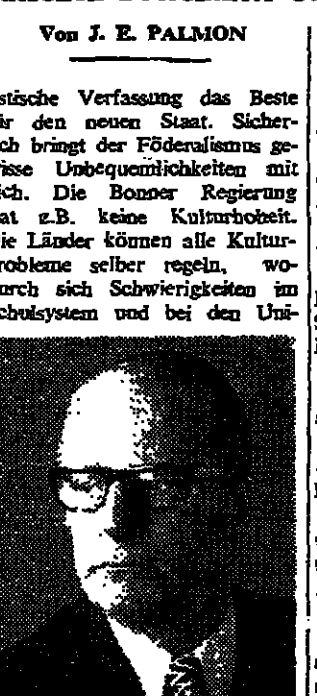 Von J. E. PALMON
stische Verfassung das Beste
ir den neuen Staat. Sicher-
ch bringt der Föderalismus ge-
isse Unbequemlichkeiten mit
ich. Die Bonner Regierung
at z.B. keine Kulturhoheit.
ie Länder können alle Kultur-
robleme selber regeln, wo-
urch sich Schwierigkeiten im
chulsystem und bei den Uni-